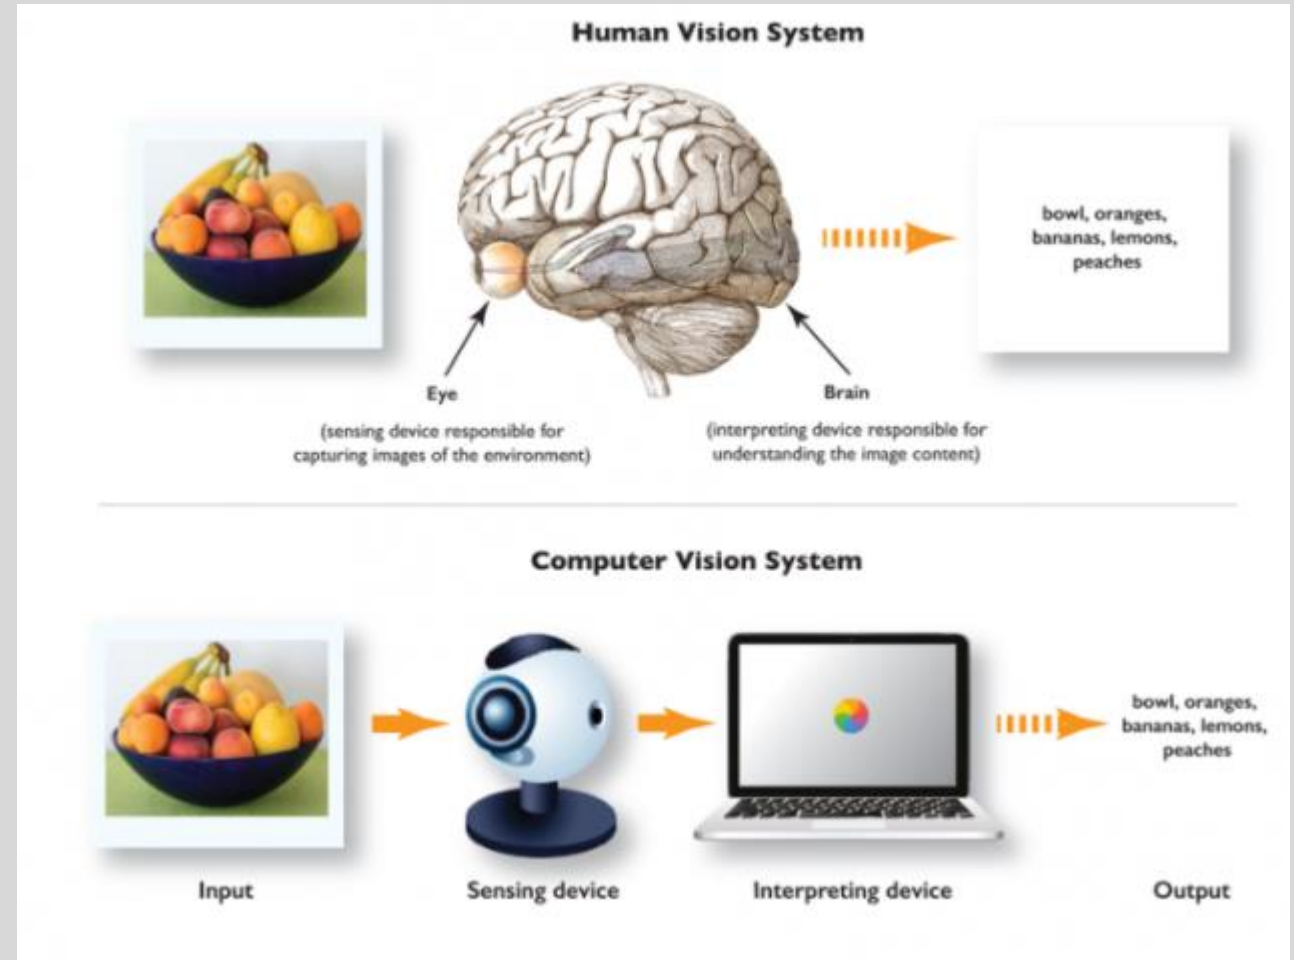 Human Vision System
bowl, oranges,
bananas, lemons,
peaches
Eye
(sensing device responsible for
capturing images of the environment)
Brain
(interpreting device responsible for
understanding the image content)
Computer Vision System
bowl, oranges,
bananas, lemons,
peaches
Input
Sensing device
Interpreting device
Output